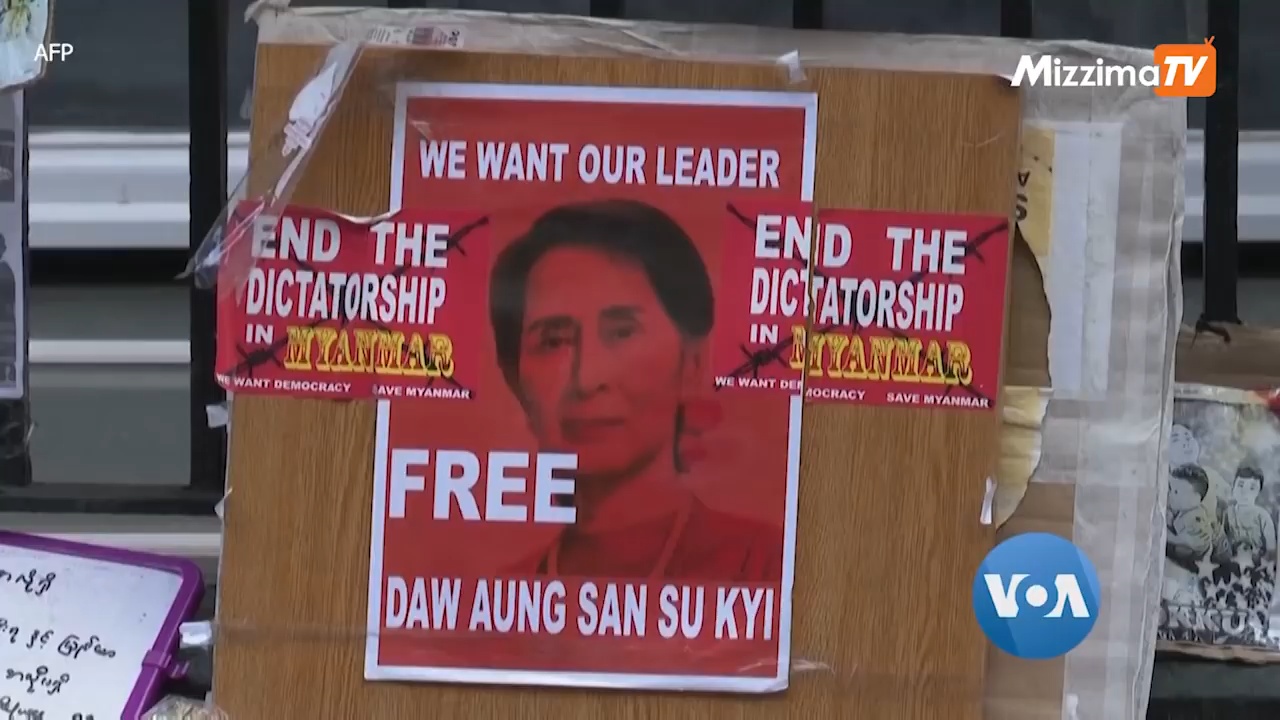 AFP
MizzimaTV
WE WANT OUR LEADER
END THE
DICTATORSHIP
IN MYANMAR
WE WANT DEMOCRACY SAVE MYANMAR
END THE
DICTATORSHIP
IN MYANMAR
WE WANT DEMOCRACY SAVE MYANMAR
FREE
DAW AUNG SAN SU KYI
VOA